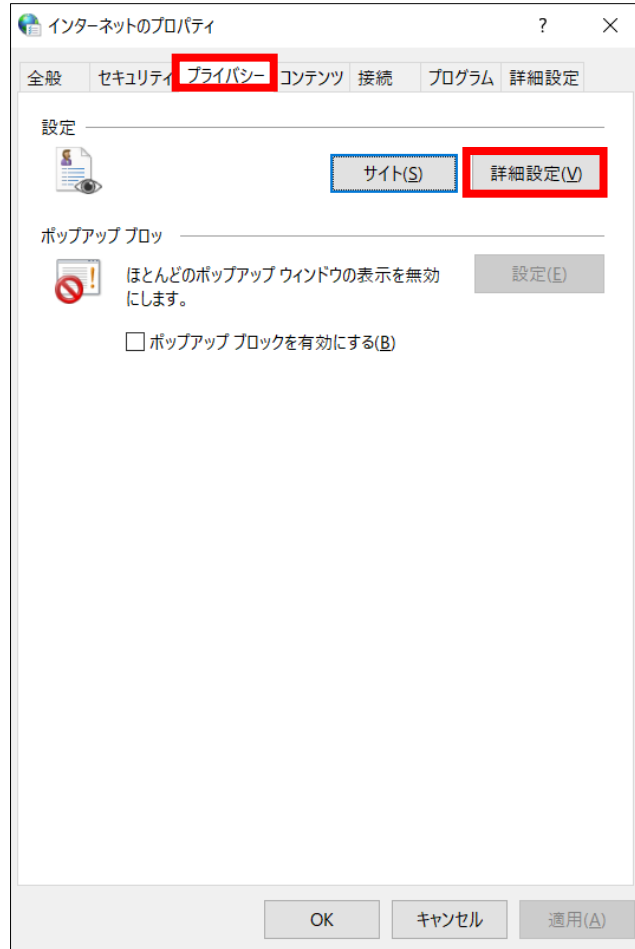 インターネットのプロパティ
?
全般 セキュリティ プライバシー コンテンツ 接続 プログラム 詳細設定
設定
サイト(S) 詳細設定(V)
ポップアップ ブロッ
ほとんどのポップアップ ウィンドウの表示を無効
にします。
設定(E)
ポップアップ ブロックを有効にする(B)
OK キャンセル 適用(A)